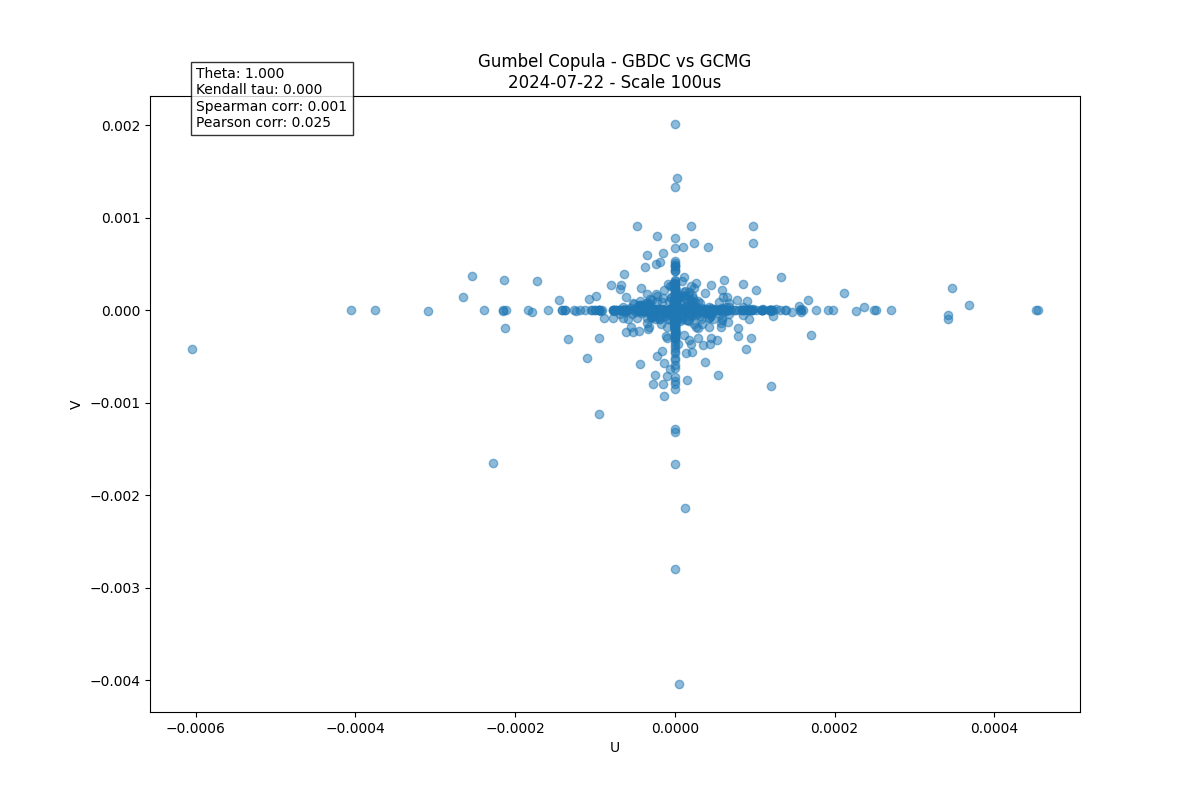 Gumbel Copula - GBDC vs GCMG
2024-07-22 - Scale 100us
Theta: 1.000
Kendall tau: 0.000
Spearman corr: 0.001
Pearson corr: 0.025
0.002
0.001
0.000
−0.001
−0.002
−0.003
−0.004
V
−0.0006
−0.0004
−0.0002
0.0000
0.0002
0.0004
U